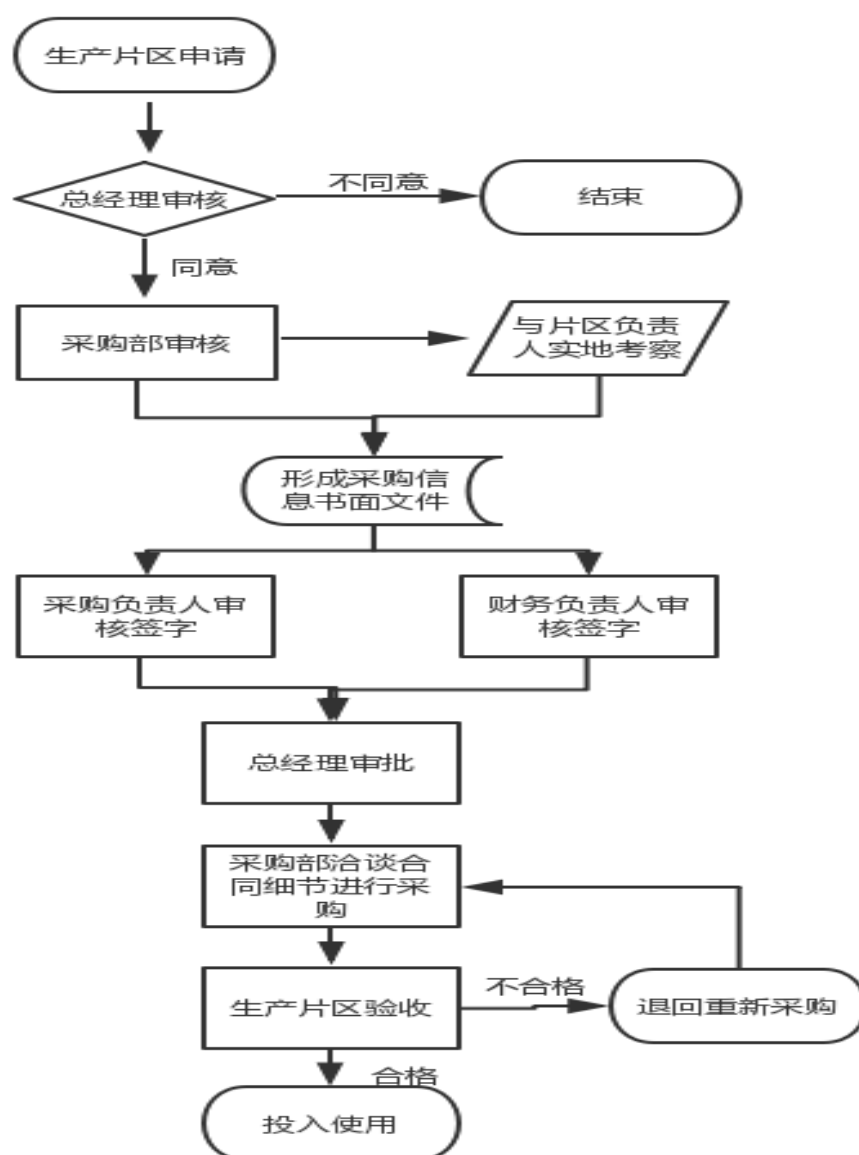 生产片区申请
总经理审核
不同意
结束
同意
采购部审核
与片区负责
人实地考察
形成采购信
息书面文件
采购负责人审
核签字
财务负责人审
核签字
总经理审批
采购部洽谈合
同细节进行采
购
生产片区验收
不合格
退回重新采购
合格
投入使用